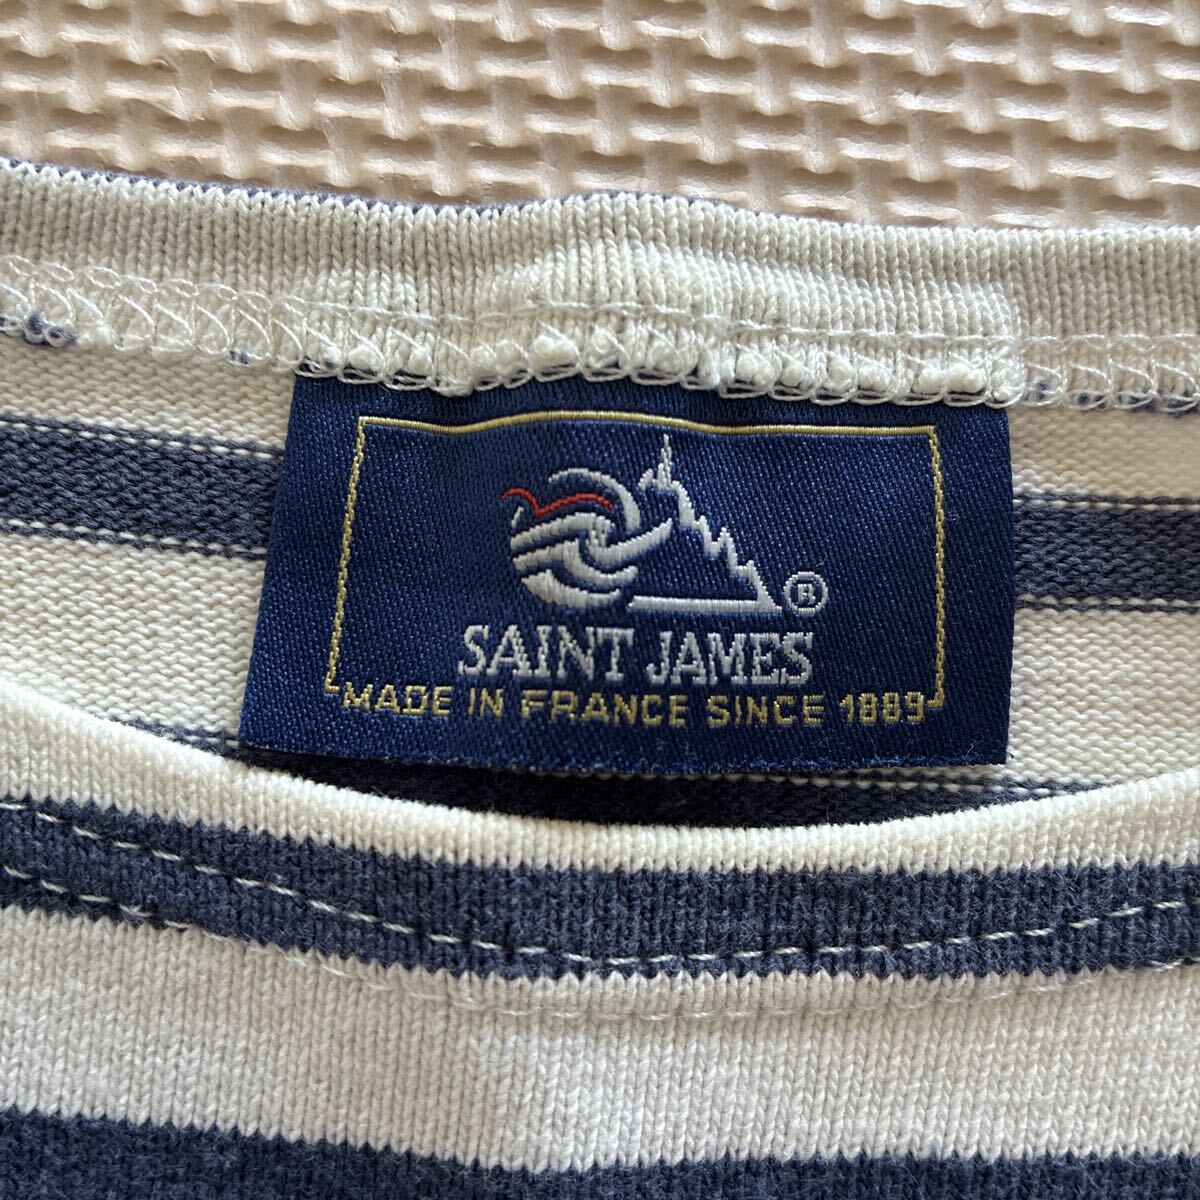 ®
SAINT JAMES
MADE IN FRANCE SINCE 1889